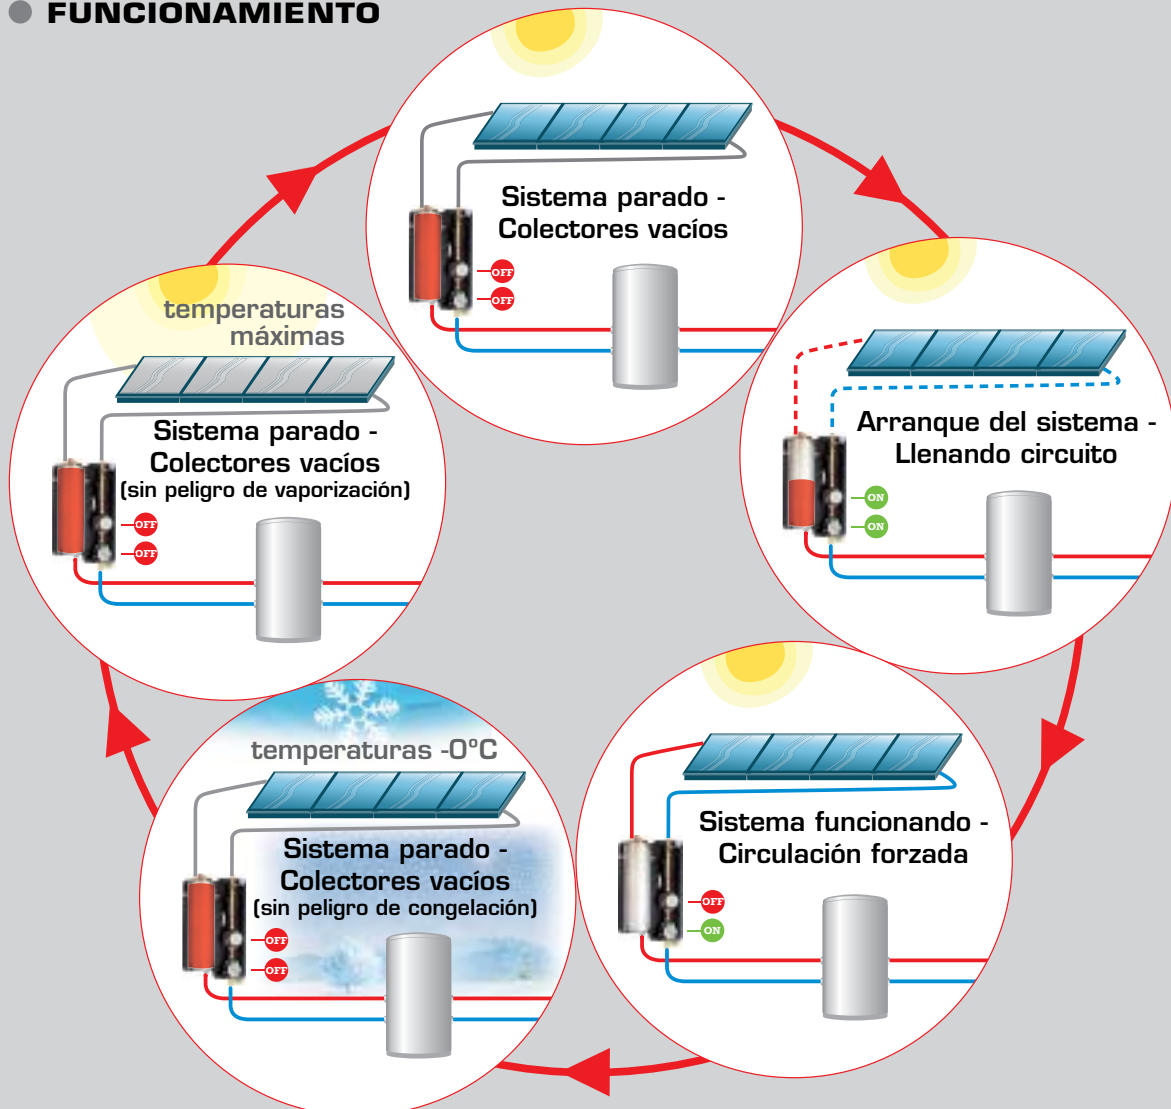 FUNCIONAMIENTO
Sistema parado -
Colectores vacíos
OFF
OFF
Arranque del sistema -
Llenando circuito
ON
ON
Sistema funcionando -
Circulación forzada
OFF
ON
temperaturas -0ºC
Sistema parado -
Colectores vacíos
(sin peligro de congelación)
OFF
OFF
temperaturas
máximas
Sistema parado -
Colectores vacíos
(sin peligro de vaporización)
OFF
OFF